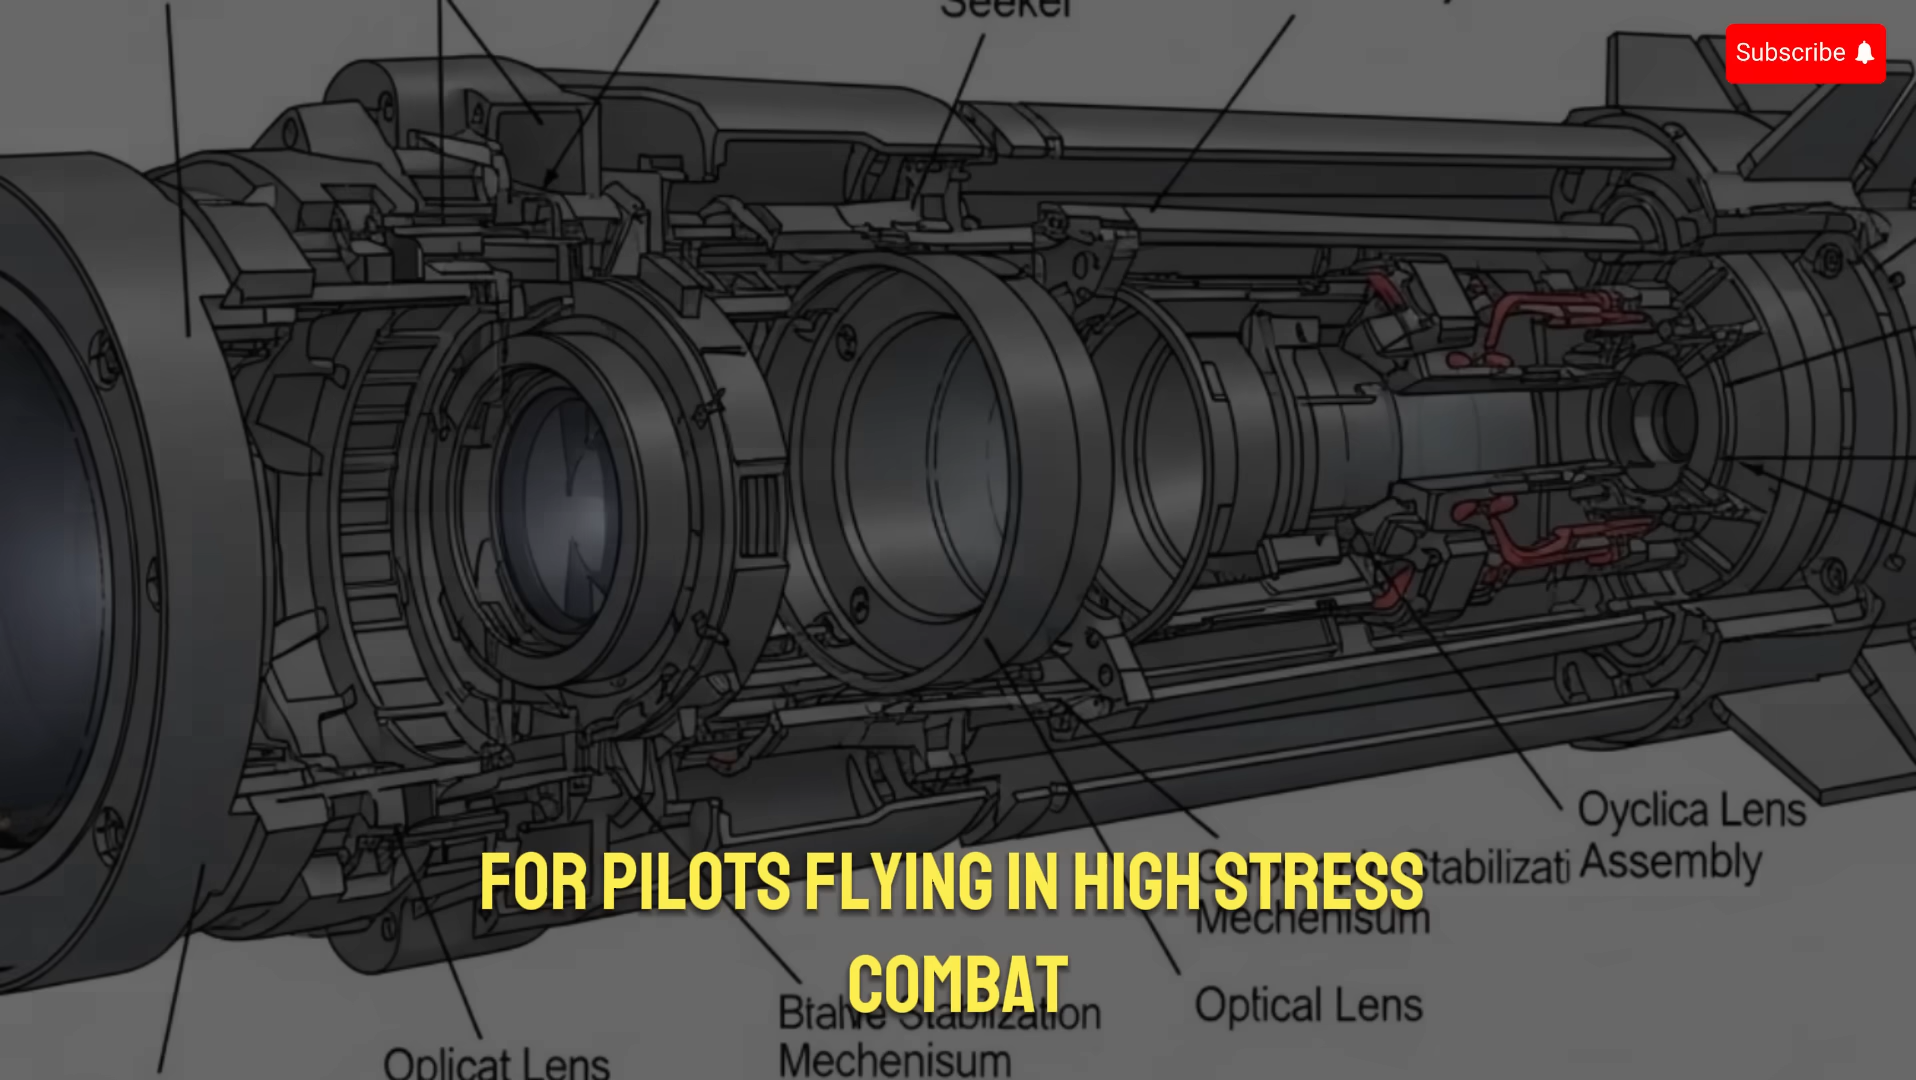 Seeker
Subscribe
Oyclica Lens
Assembly
Stabilizati
FOR PILOTS FLYING IN HIGH STRESS
Mechenisum
COMBAT
Optical Lens
Stabilization
Mechenisum
Oplicat Lens